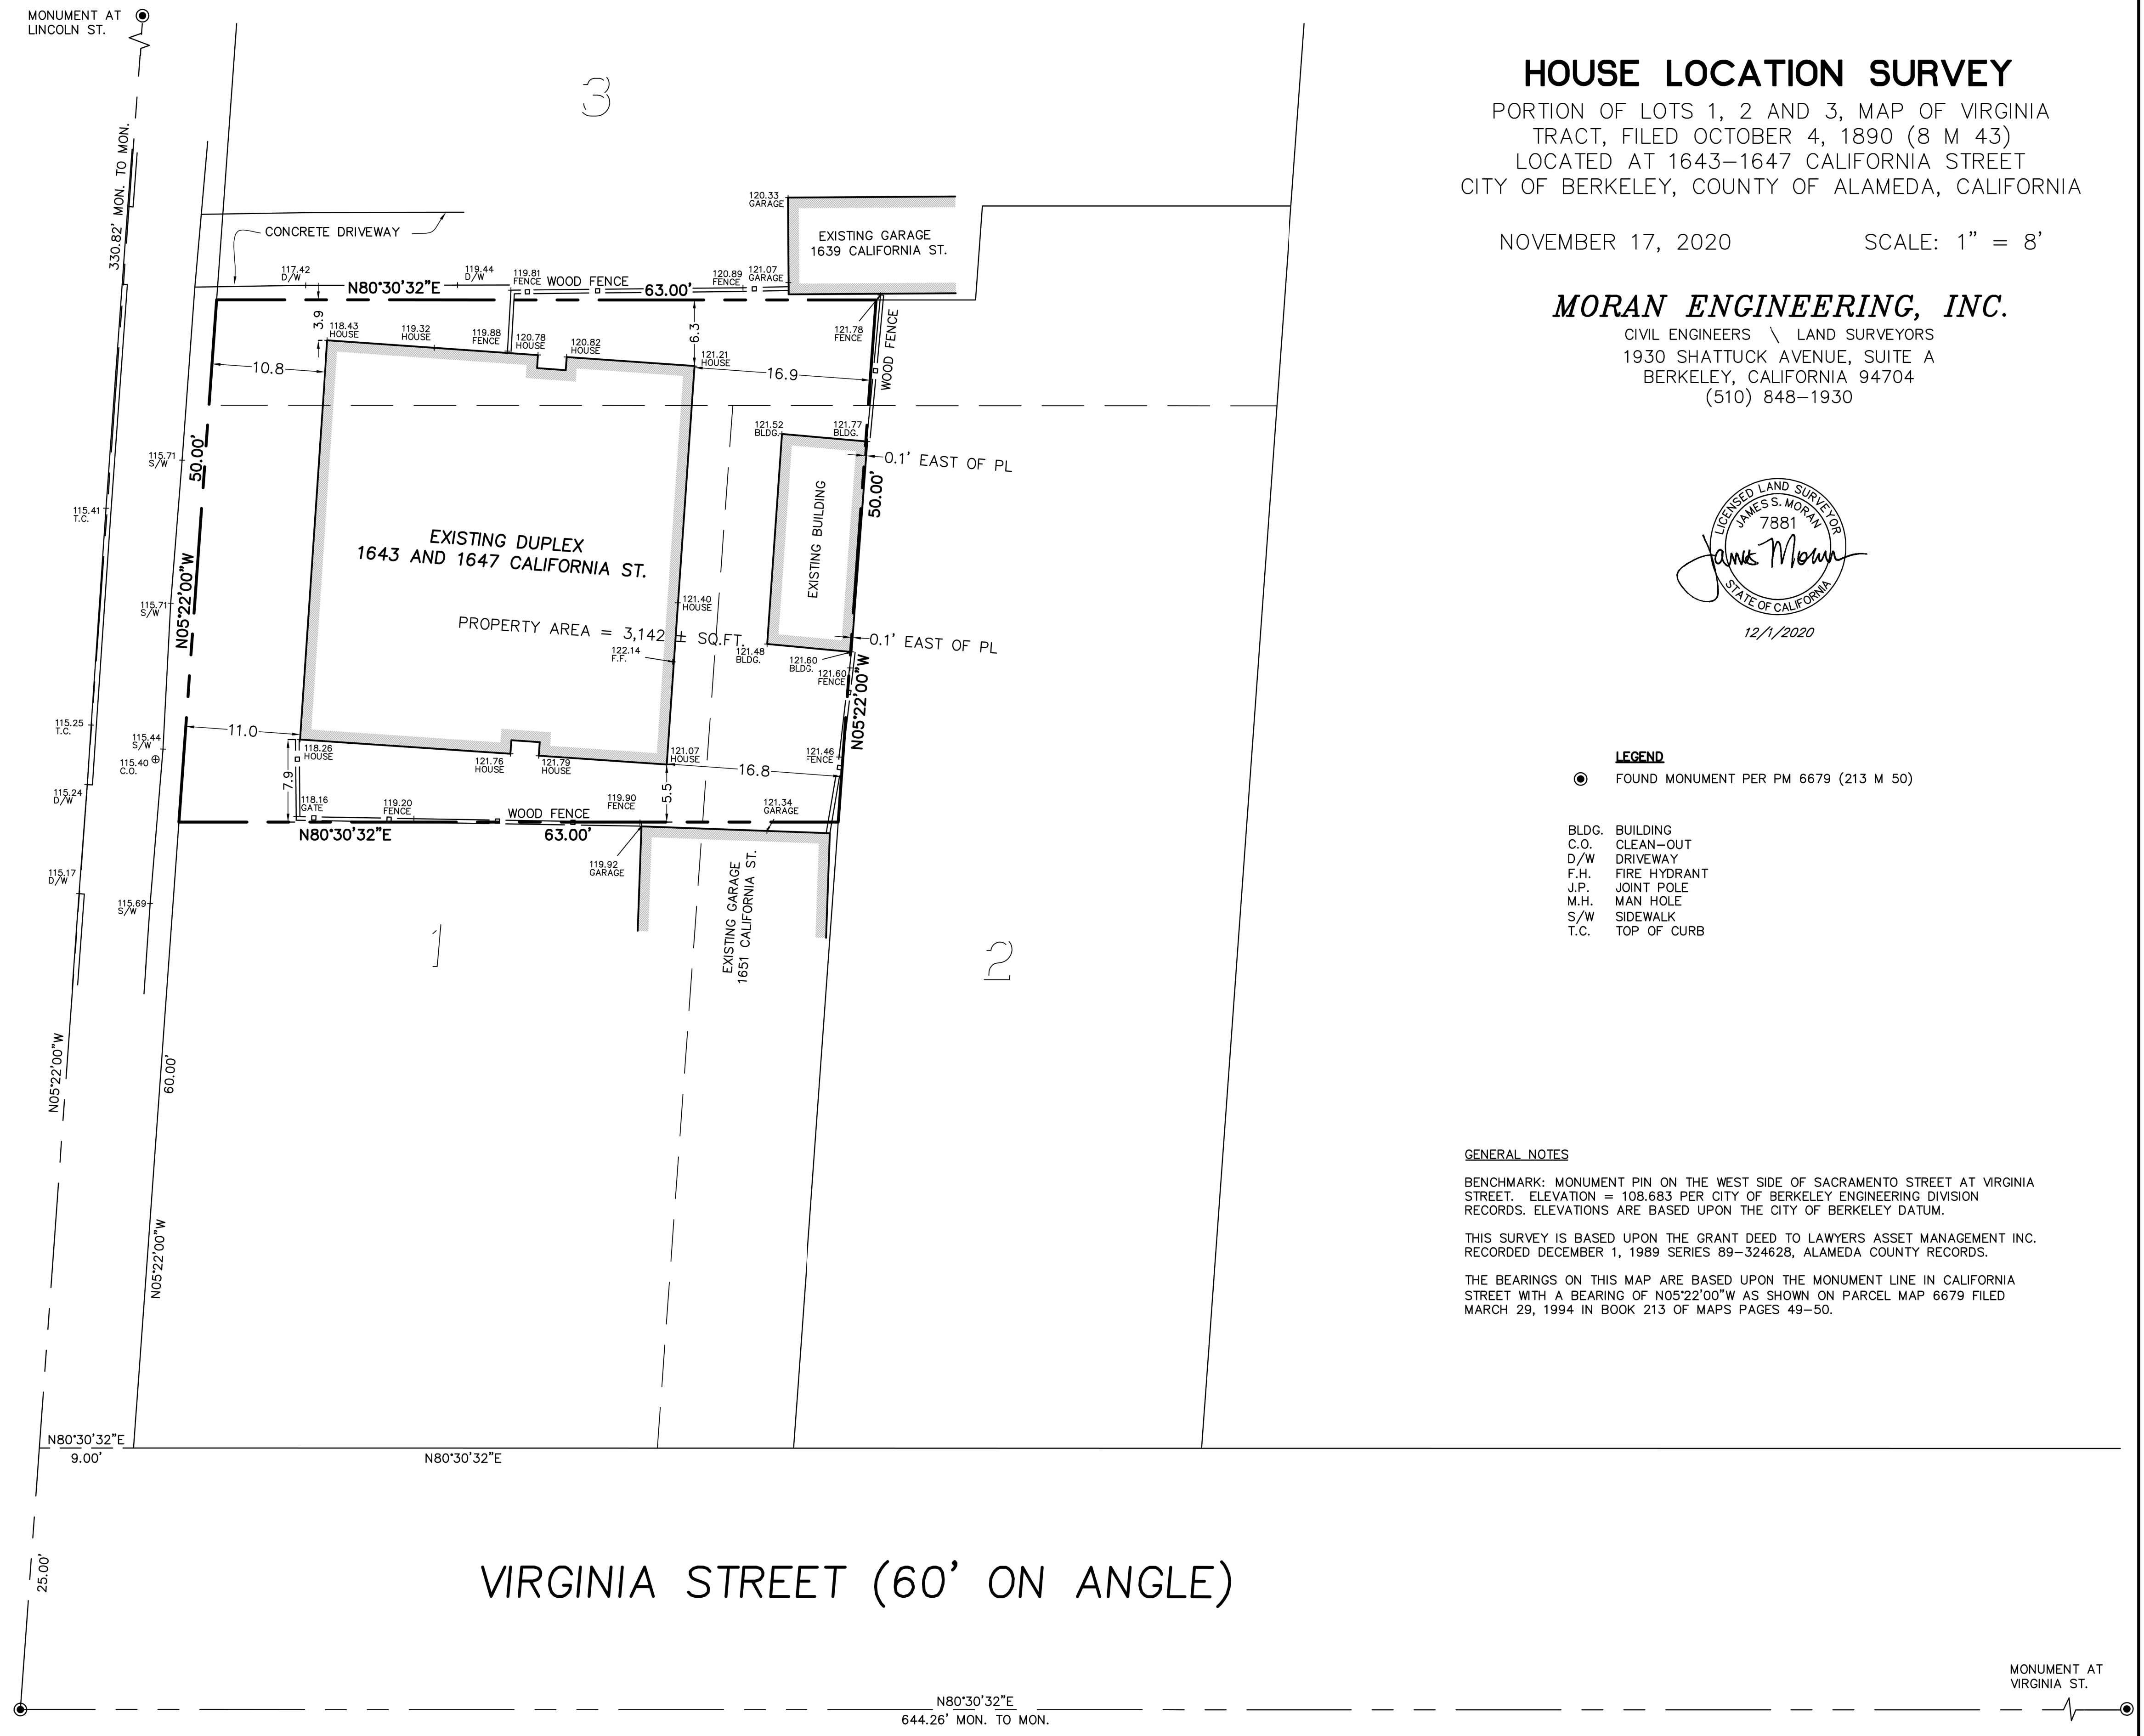 MONUMENT AT
LINCOLN ST.
330.82' MON. TO MON.
3
CONCRETE DRIVEWAY
120.33
GARAGE
EXISTING GARAGE
1639 CALIFORNIA ST.
117.42
D/W
119.44
D/W
N80°30'32"E
119.81
FENCE
WOOD FENCE
63.00'
120.89
FENCE
121.07
GARAGE
3.9
118.43
HOUSE
119.32
HOUSE
119.88
FENCE
120.78
HOUSE
120.82
HOUSE
6.3
121.21
HOUSE
121.78
FENCE
WOOD FENCE
10.8
16.9
121.52
BLDG.
121.77
BLDG.
0.1' EAST OF PL
50.00'
50.00'
115.71
S/W
115.41
T.C.
EXISTING DUPLEX
1643 AND 1647 CALIFORNIA ST.
EXISTING BUILDING
N05°22'00"W
115.71
S/W
121.40
HOUSE
PROPERTY AREA = 3,142 ± SQ.FT.
122.14
F.F.
121.48
BLDG.
0.1' EAST OF PL
121.60
BLDG.
121.60
FENCE
N05°22'00"W
115.25
T.C.
115.44
S/W
115.40
C.O.
115.24
D/W
11.0
118.26
HOUSE
121.76
HOUSE
121.79
HOUSE
121.07
HOUSE
121.46
FENCE
16.8
7.9
5.5
118.16
GATE
119.20
FENCE
WOOD FENCE
119.90
FENCE
121.34
GARAGE
N80°30'32"E
63.00'
119.92
GARAGE
115.17
D/W
115.69
S/W
EXISTING GARAGE
1651 CALIFORNIA ST.
1
2
N05°22'00"W
60.00'
N05°22'00"W
N80°30'32"E
9.00'
N80°30'32"E
25.00'
VIRGINIA STREET (60' ON ANGLE)
N80°30'32"E
644.26' MON. TO MON.
MONUMENT AT
VIRGINIA ST.
HOUSE LOCATION SURVEY
PORTION OF LOTS 1, 2 AND 3, MAP OF VIRGINIA
TRACT, FILED OCTOBER 4, 1890 (8 M 43)
LOCATED AT 1643-1647 CALIFORNIA STREET
CITY OF BERKELEY, COUNTY OF ALAMEDA, CALIFORNIA
NOVEMBER 17, 2020 SCALE: 1" = 8'
MORAN ENGINEERING, INC.
CIVIL ENGINEERS \ LAND SURVEYORS
1930 SHATTUCK AVENUE, SUITE A
BERKELEY, CALIFORNIA 94704
(510) 848-1930
LICENSED LAND SURVEYOR
JAMES S. MORAN
7881
James Moran
STATE OF CALIFORNIA
12/1/2020
LEGEND
FOUND MONUMENT PER PM 6679 (213 M 50)
BLDG. BUILDING
C.O. CLEAN-OUT
D/W DRIVEWAY
F.H. FIRE HYDRANT
J.P. JOINT POLE
M.H. MAN HOLE
S/W SIDEWALK
T.C. TOP OF CURB
GENERAL NOTES
BENCHMARK: MONUMENT PIN ON THE WEST SIDE OF SACRAMENTO STREET AT VIRGINIA
STREET. ELEVATION = 108.683 PER CITY OF BERKELEY ENGINEERING DIVISION
RECORDS. ELEVATIONS ARE BASED UPON THE CITY OF BERKELEY DATUM.
THIS SURVEY IS BASED UPON THE GRANT DEED TO LAWYERS ASSET MANAGEMENT INC.
RECORDED DECEMBER 1, 1989 SERIES 89-324628, ALAMEDA COUNTY RECORDS.
THE BEARINGS ON THIS MAP ARE BASED UPON THE MONUMENT LINE IN CALIFORNIA
STREET WITH A BEARING OF N05°22'00"W AS SHOWN ON PARCEL MAP 6679 FILED
MARCH 29, 1994 IN BOOK 213 OF MAPS PAGES 49-50.